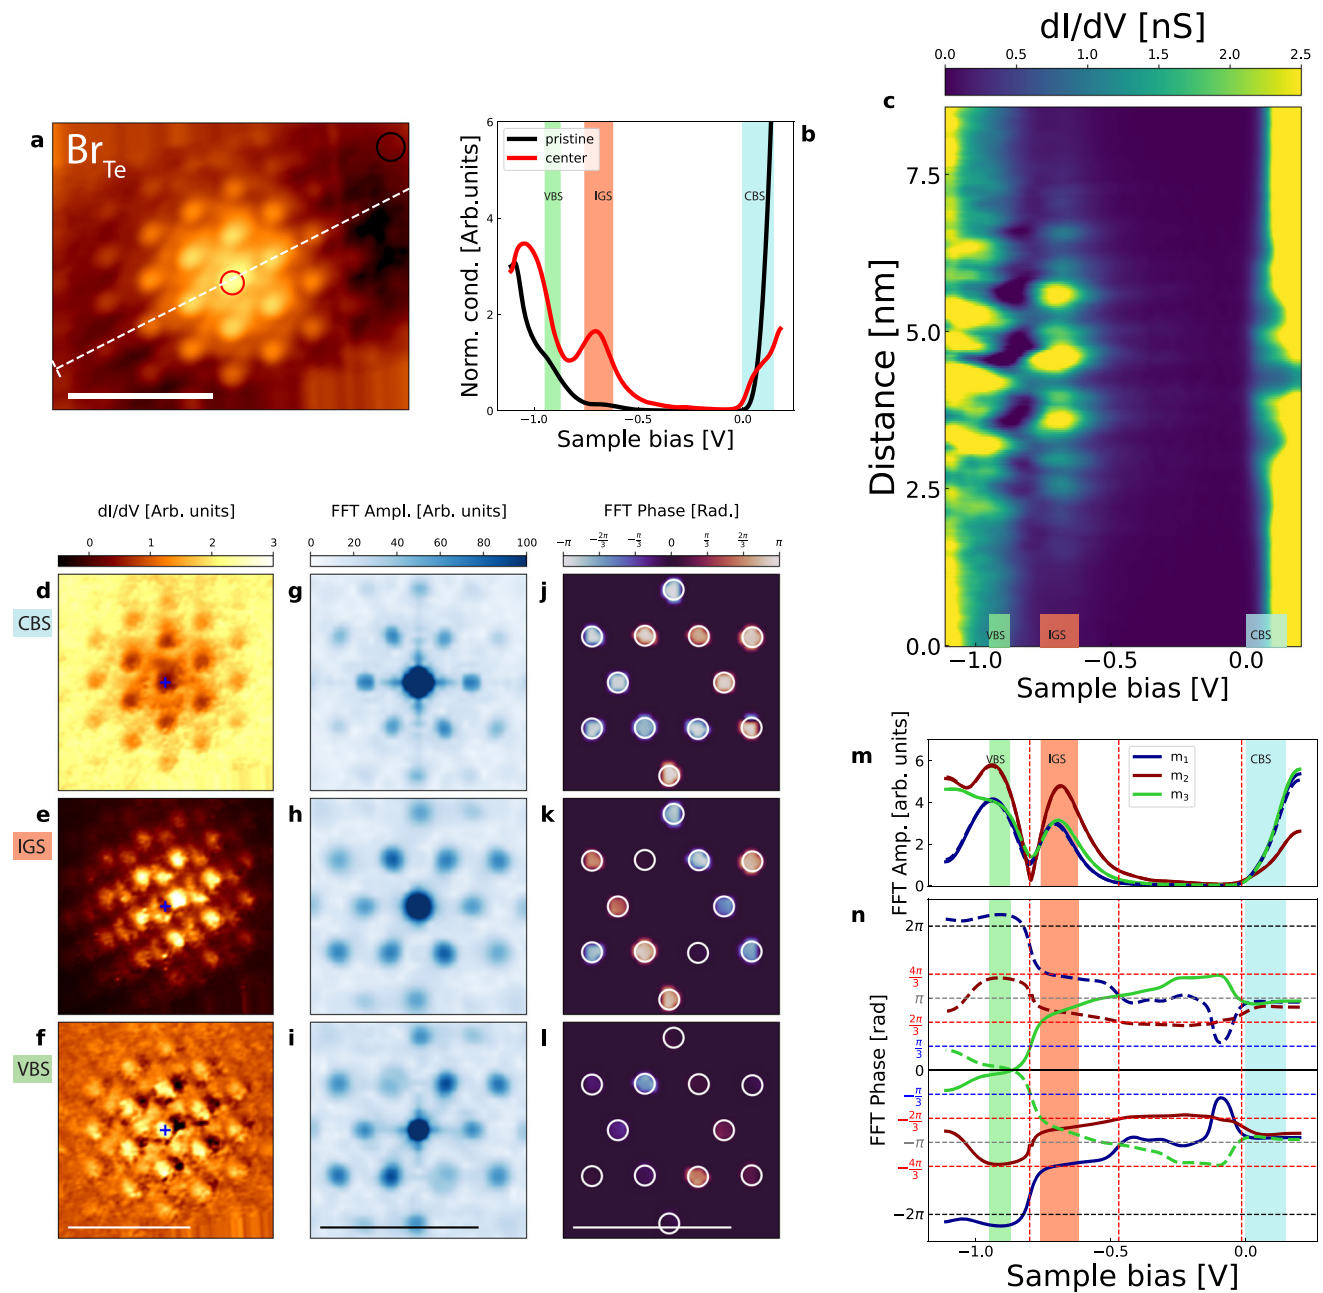 a
Br
Te
b
pristine
center
VBS
IGS
CBS
Norm. cond. [Arb.units]
6
4
2
0
−1.0
−0.5
0.0
Sample bias [V]
dI/dV [nS]
0.0
0.5
1.0
1.5
2.0
2.5
c
Distance [nm]
7.5
5.0
2.5
0.0
VBS
IGS
CBS
−1.0
−0.5
0.0
Sample bias [V]
dI/dV [Arb. units]
0
1
2
3
FFT Ampl. [Arb. units]
0
20
40
60
80
100
FFT Phase [Rad.]
−π
−2π/3
−π/3
0
π/3
2π/3
π
d
CBS
g
j
e
IGS
h
k
f
VBS
i
l
m
FFT Amp. [arb. units]
6
4
2
0
VBS
IGS
CBS
m1
m2
m3
n
FFT Phase [rad]
2π
4π/3
π
2π/3
π/3
0
−π/3
−2π/3
−π
−4π/3
−2π
−1.0
−0.5
0.0
Sample bias [V]